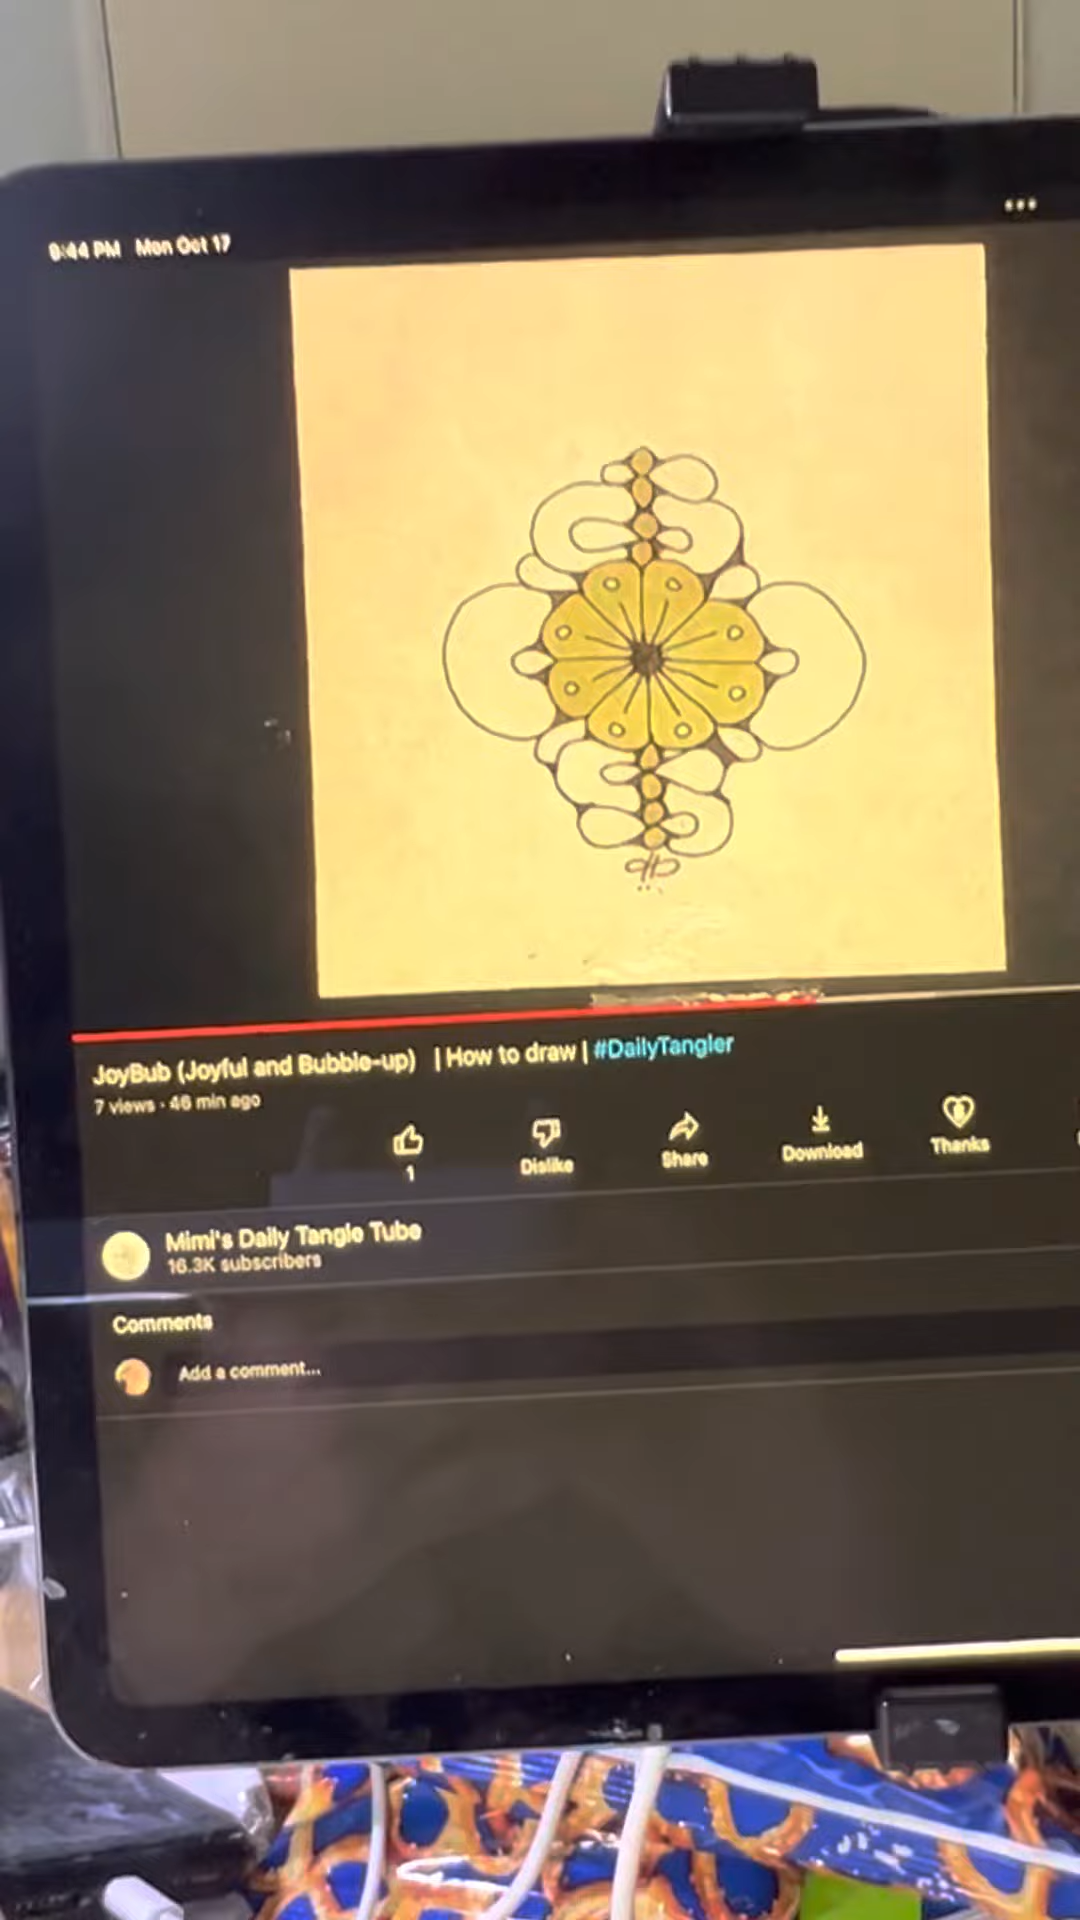 9:44 PM Mon Oct 17
JoyBub (Joyful and Bubble-up) | How to draw | #DailyTangler
7 views · 46 min ago
1
Dislike
Share
Download
Thanks
Mimi's Daily Tangle Tube
16.3K subscribers
Comments
Add a comment...